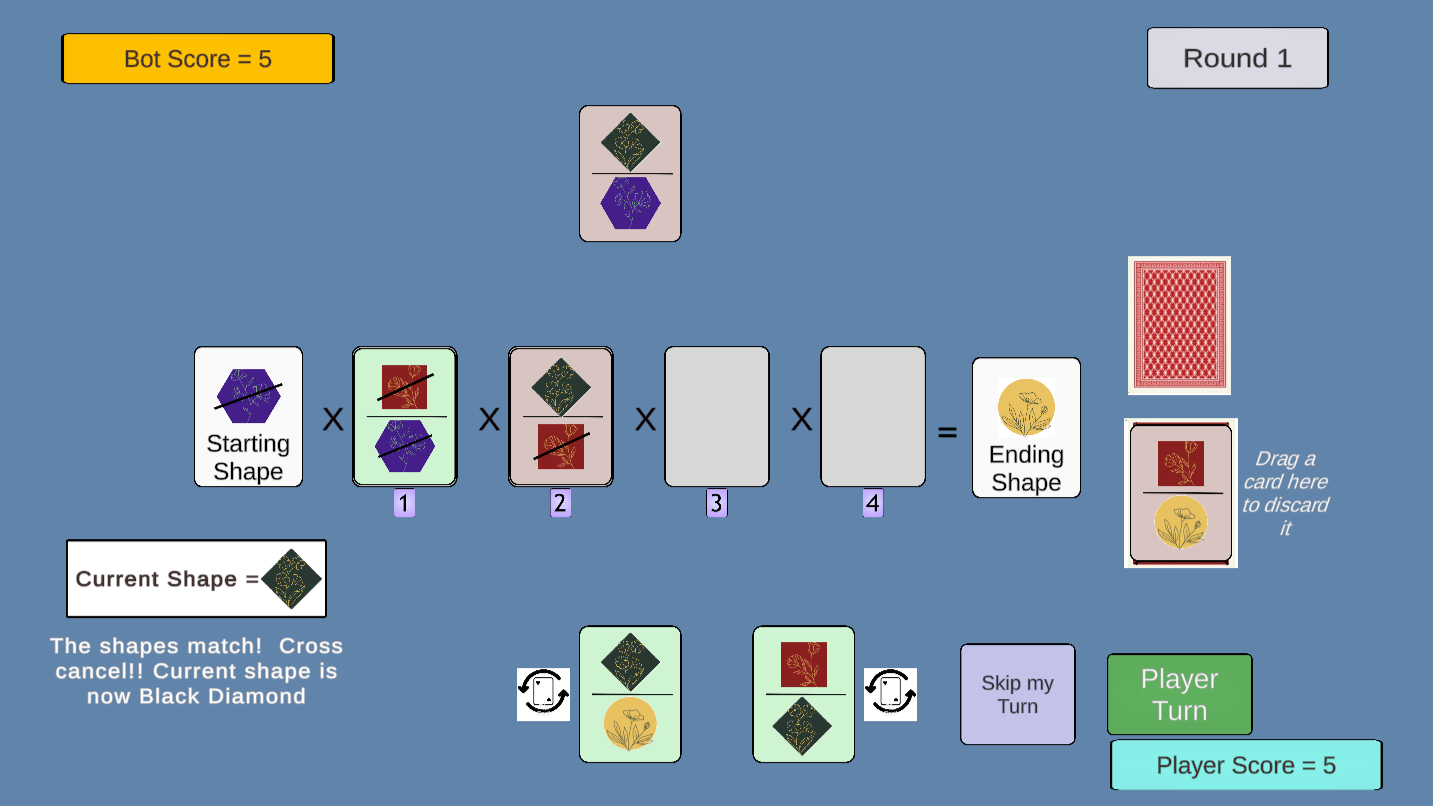 Bot Score = 5
Round 1
Starting
Shape
X
X
X
X
=
Ending
Shape
1
2
3
4
Drag a
card here
to discard
it
Current Shape =
The shapes match!  Cross
cancel!! Current shape is
now Black Diamond
Skip my
Turn
Player
Turn
Player Score = 5